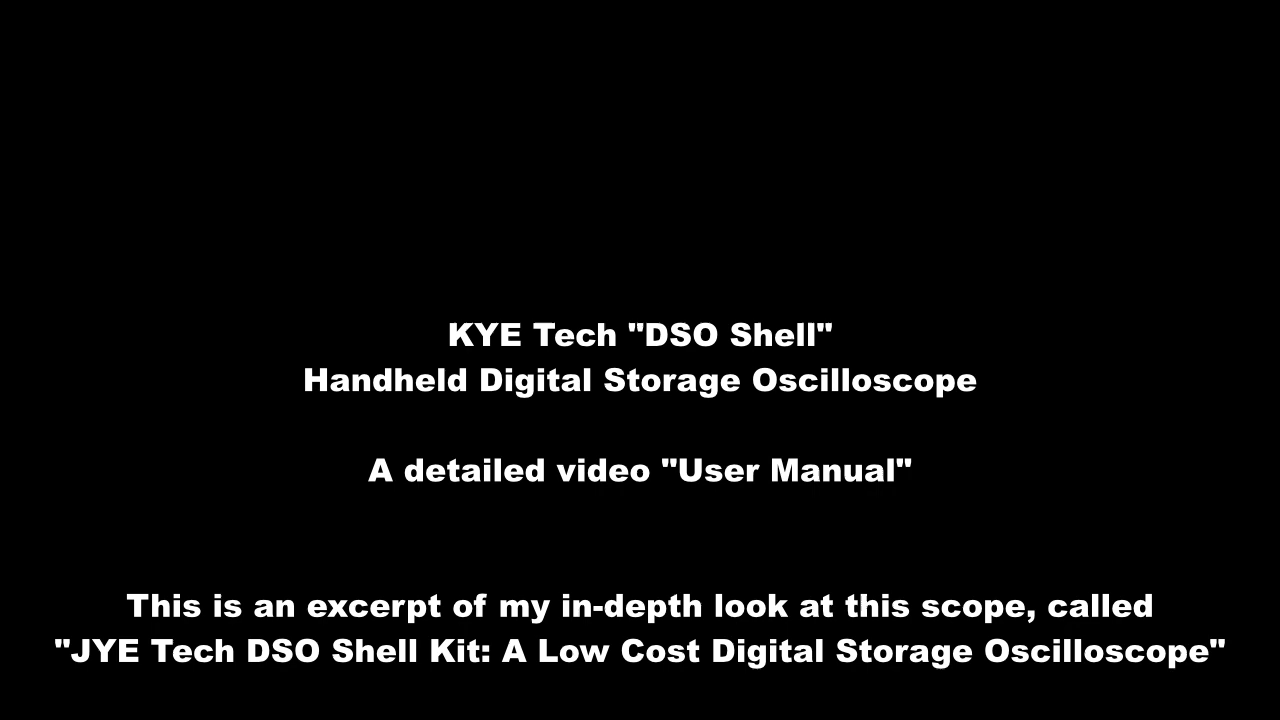 KYE Tech "DSO Shell"
Handheld Digital Storage Oscilloscope
A detailed video "User Manual"
This is an excerpt of my in-depth look at this scope, called
"JYE Tech DSO Shell Kit: A Low Cost Digital Storage Oscilloscope"